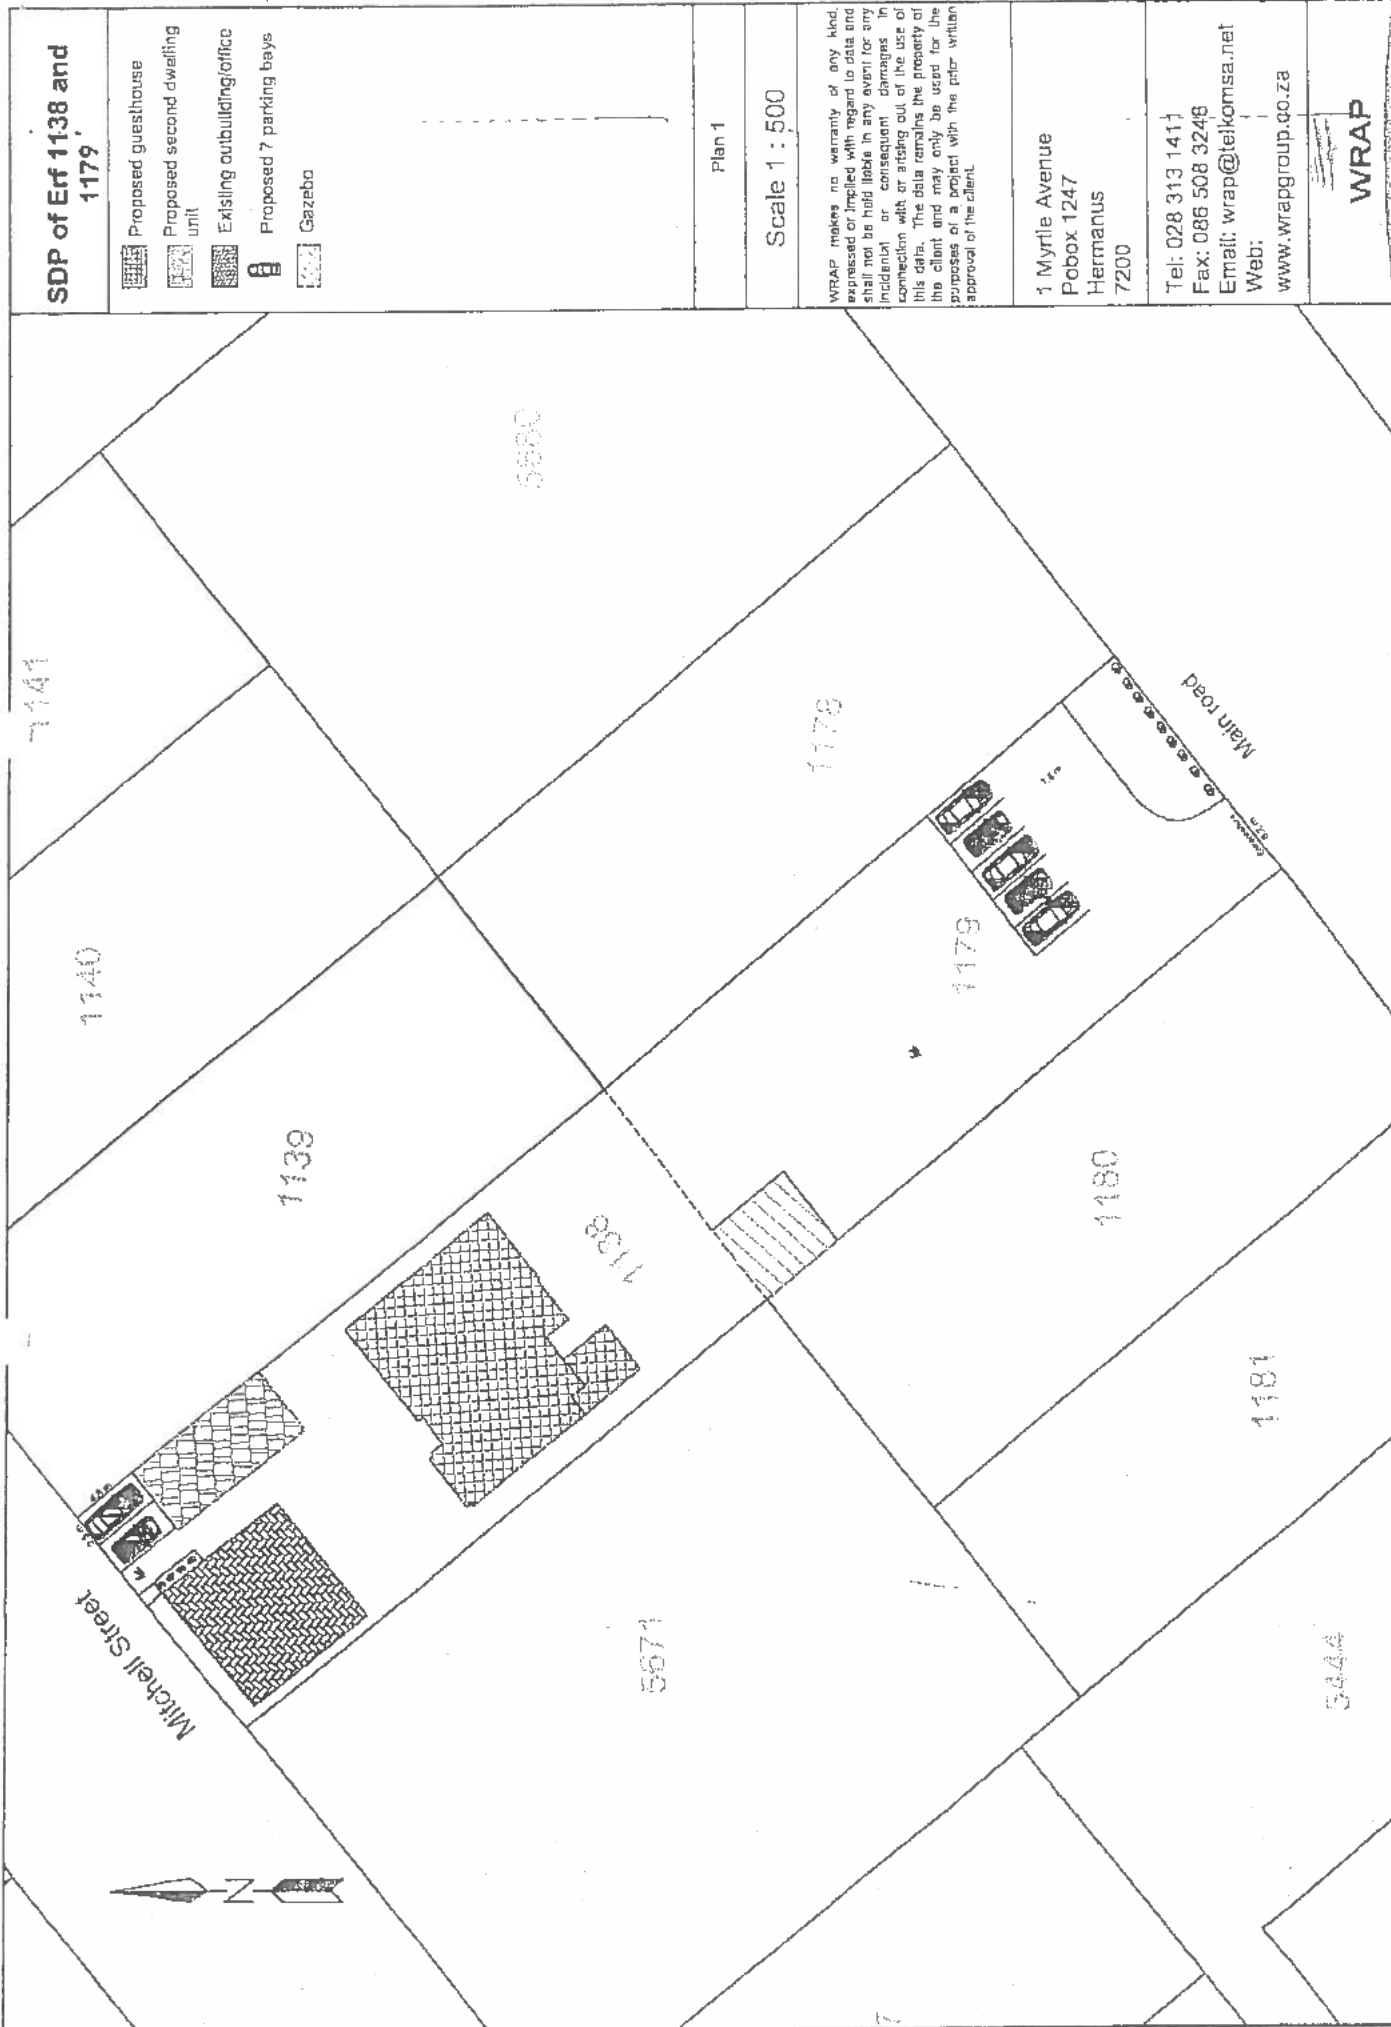 SDP of Erf 1138 and
1179
Proposed guesthouse
Proposed second dwelling
unit
Existing outbuilding/office
Proposed 7 parking bays
Gazebo
Plan 1
Scale 1 : 500
WRAP makes no warranty of any kind,
expressed or implied with regard to data and
shall not be held liable in any event for any
incidental or consequent damages in
connection with or arising out of the use of
this data. The data remains the property of
the client and may only be used for the
purposes of a project with the prior written
approval of the client.
1 Myrtle Avenue
Pobox 1247
Hermanus
7200
Tel: 028 313 1411
Fax: 086 508 3246
Email: wrap@telkomsa.net
Web:
www.wrapgroup.co.za
WRAP
1141
5880
1140
1178
Main road
1139
1179
1138
1180
Mitchell Street
1181
5671
5444
N